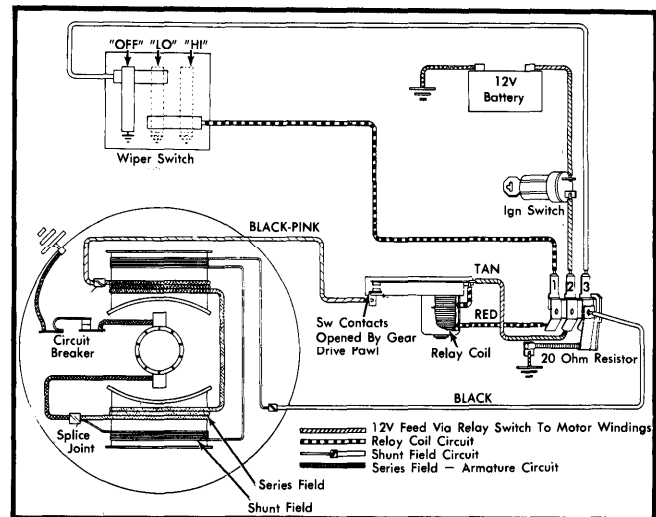 "OFF" "LO" "HI"
Wiper Switch
12V
Battery
Ign Switch
BLACK-PINK
TAN
1 2 3
RED
Sw Contacts
Opened By Gear
Drive Pawl
Relay Coil
20 Ohm Resistor
Circuit
Breaker
BLACK
Splice
Joint
12V Feed Via Relay Switch To Motor Windings
Reloy Coil Circuit
Shunt Field Circuit
Series Field — Armature Circuit
Series Field
Shunt Field